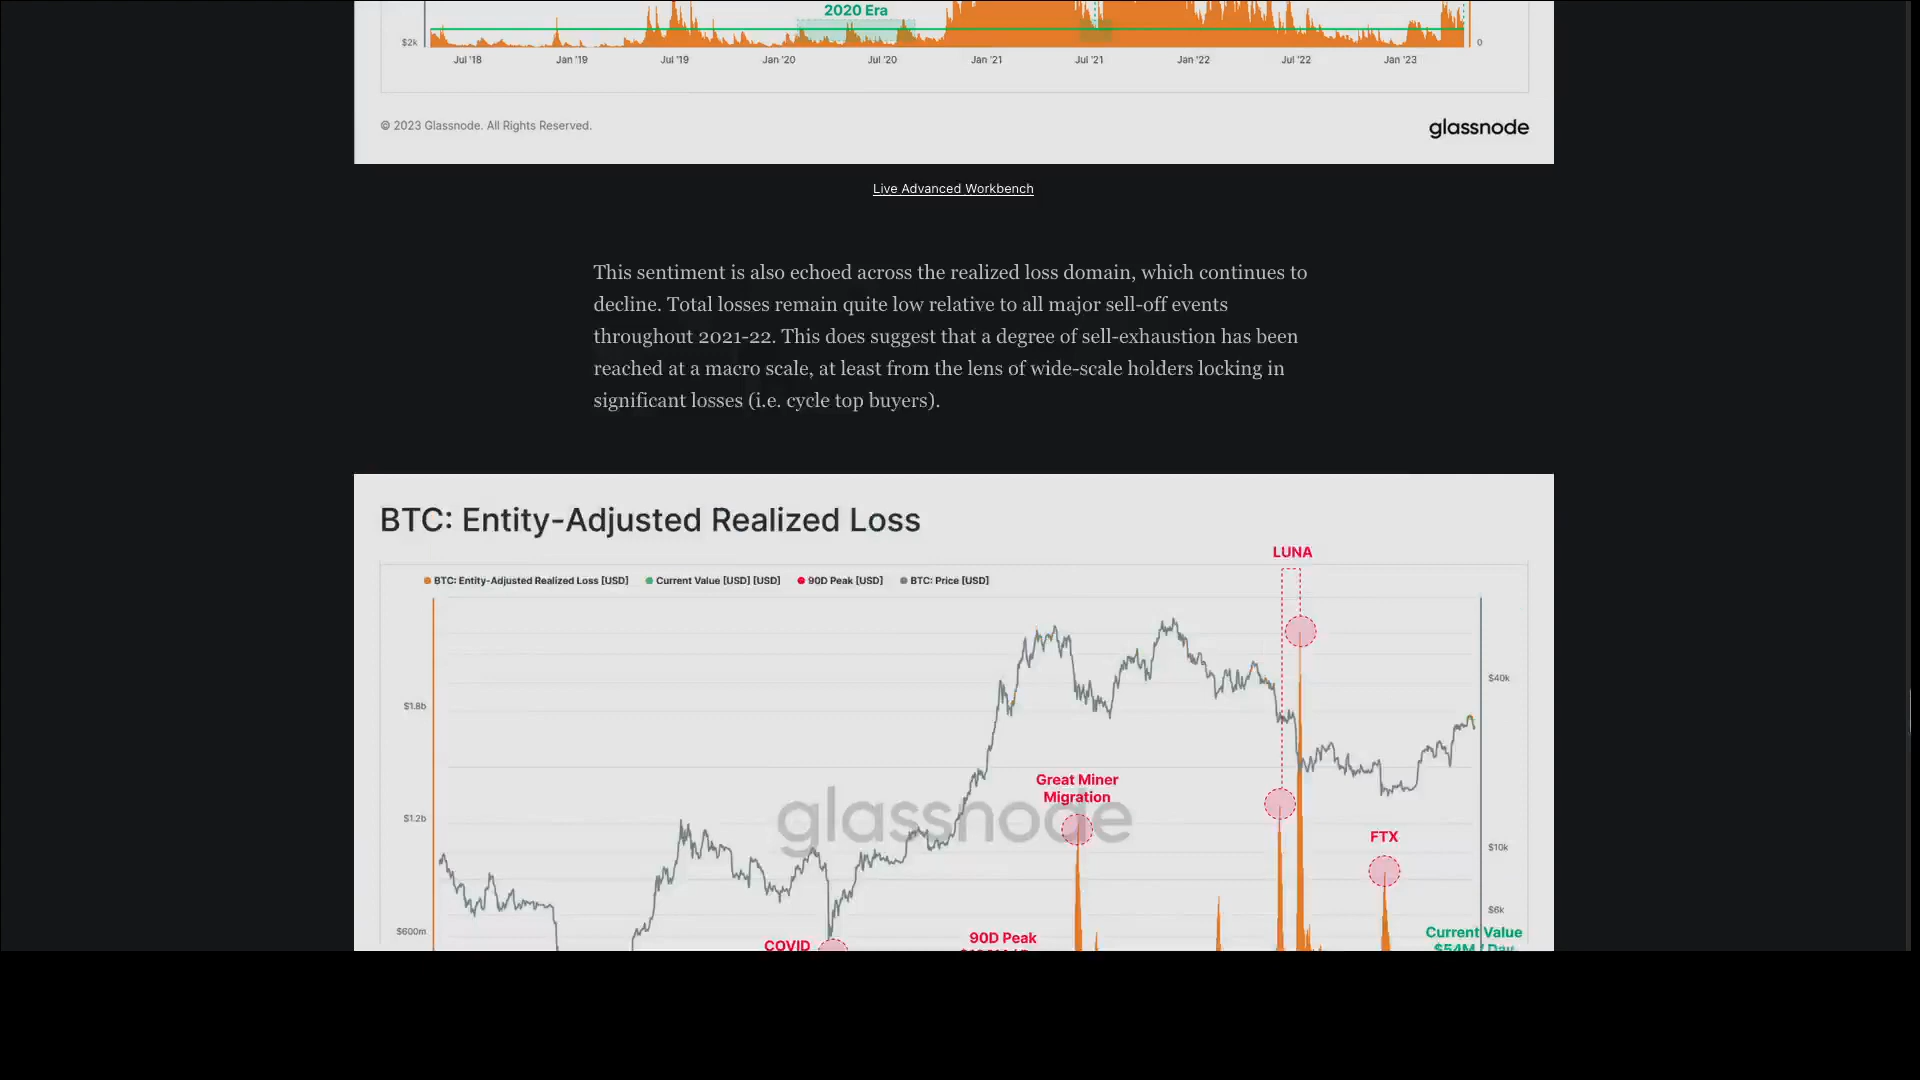 2020 Era
$2k
0
Jul '18 Jan '19 Jul '19 Jan '20 Jul '20 Jan '21 Jul '21 Jan '22 Jul '22 Jan '23
© 2023 Glassnode. All Rights Reserved.
glassnode
Live Advanced Workbench
This sentiment is also echoed across the realized loss domain, which continues to
decline. Total losses remain quite low relative to all major sell-off events
throughout 2021-22. This does suggest that a degree of sell-exhaustion has been
reached at a macro scale, at least from the lens of wide-scale holders locking in
significant losses (i.e. cycle top buyers).
BTC: Entity-Adjusted Realized Loss
LUNA
BTC: Entity-Adjusted Realized Loss [USD] Current Value [USD] [USD] 90D Peak [USD] BTC: Price [USD]
$40k
$1.8b
Great Miner
Migration
glassnode
$1.2b
FTX
$10k
$6k
$600m
Current Value
90D Peak
COVID
$54M / Day